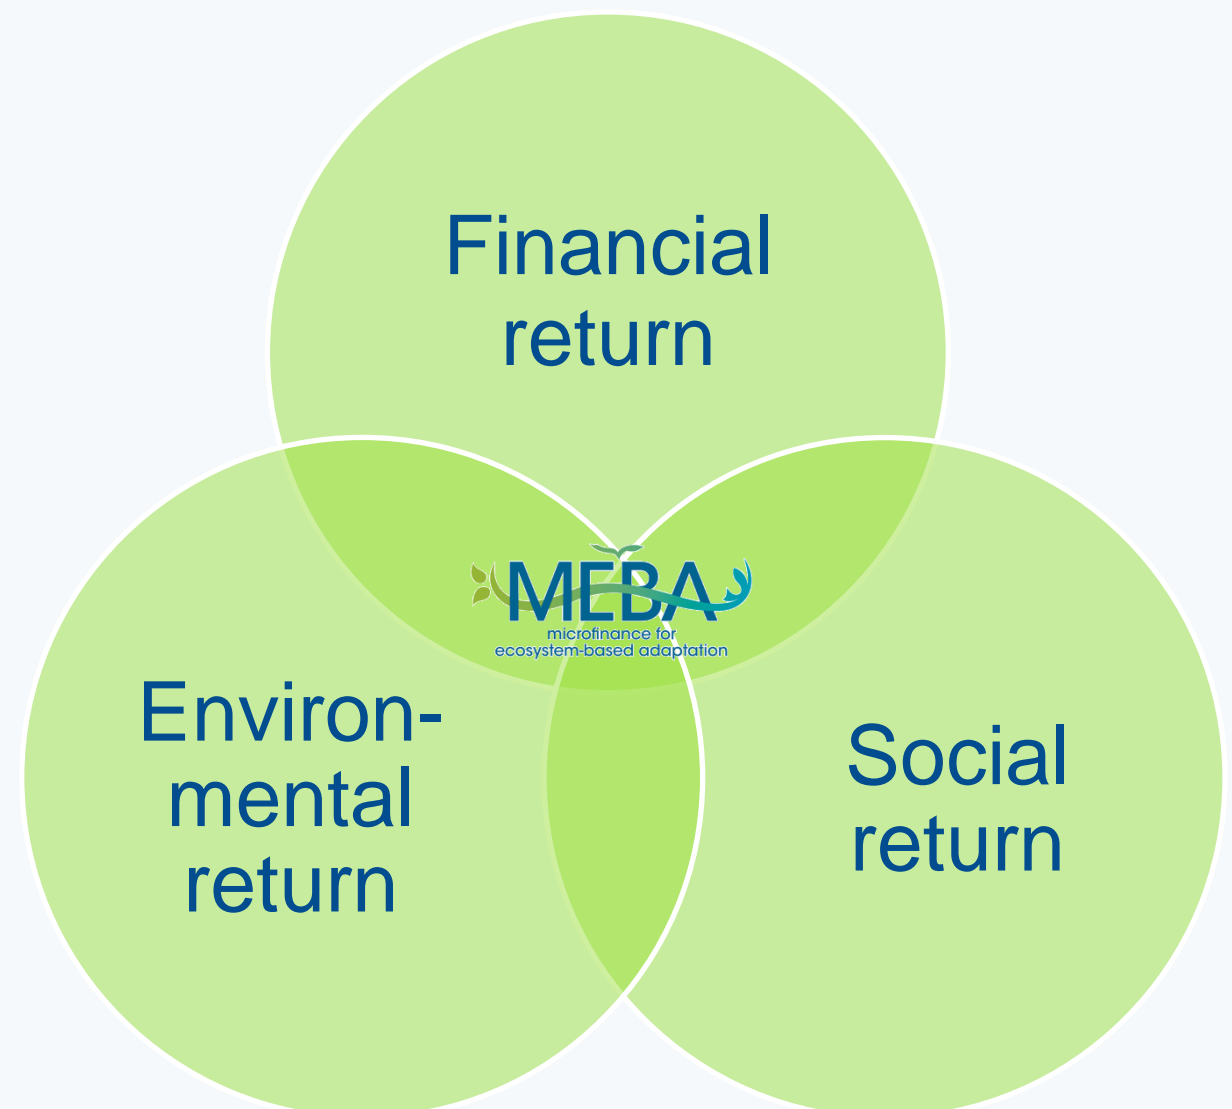 Financial
return
MEBA
microfinance for
ecosystem-based adaptation
Environ-
mental
return
Social
return